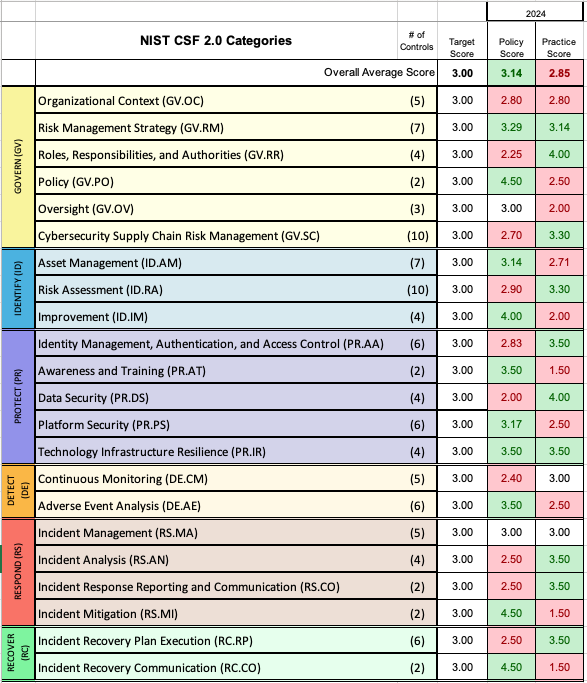 2024
NIST CSF 2.0 Categories # of Controls Target Score Policy Score Practice Score
Overall Average Score 3.00 3.14 2.85
GOVERN (GV)
Organizational Context (GV.OC) (5) 3.00 2.80 2.80
Risk Management Strategy (GV.RM) (7) 3.00 3.29 3.14
Roles, Responsibilities, and Authorities (GV.RR) (4) 3.00 2.25 4.00
Policy (GV.PO) (2) 3.00 4.50 2.50
Oversight (GV.OV) (3) 3.00 3.00 2.00
Cybersecurity Supply Chain Risk Management (GV.SC) (10) 3.00 2.70 3.30
IDENTIFY (ID)
Asset Management (ID.AM) (7) 3.00 3.14 2.71
Risk Assessment (ID.RA) (10) 3.00 2.90 3.30
Improvement (ID.IM) (4) 3.00 4.00 2.00
PROTECT (PR)
Identity Management, Authentication, and Access Control (PR.AA) (6) 3.00 2.83 3.50
Awareness and Training (PR.AT) (2) 3.00 3.50 1.50
Data Security (PR.DS) (4) 3.00 2.00 4.00
Platform Security (PR.PS) (6) 3.00 3.17 2.50
Technology Infrastructure Resilience (PR.IR) (4) 3.00 3.50 3.50
DETECT (DE)
Continuous Monitoring (DE.CM) (5) 3.00 2.40 3.00
Adverse Event Analysis (DE.AE) (6) 3.00 3.50 2.50
RESPOND (RS)
Incident Management (RS.MA) (5) 3.00 3.00 3.00
Incident Analysis (RS.AN) (4) 3.00 2.50 3.50
Incident Response Reporting and Communication (RS.CO) (2) 3.00 2.50 3.50
Incident Mitigation (RS.MI) (2) 3.00 4.50 1.50
RECOVER (RC)
Incident Recovery Plan Execution (RC.RP) (6) 3.00 2.50 3.50
Incident Recovery Communication (RC.CO) (2) 3.00 4.50 1.50